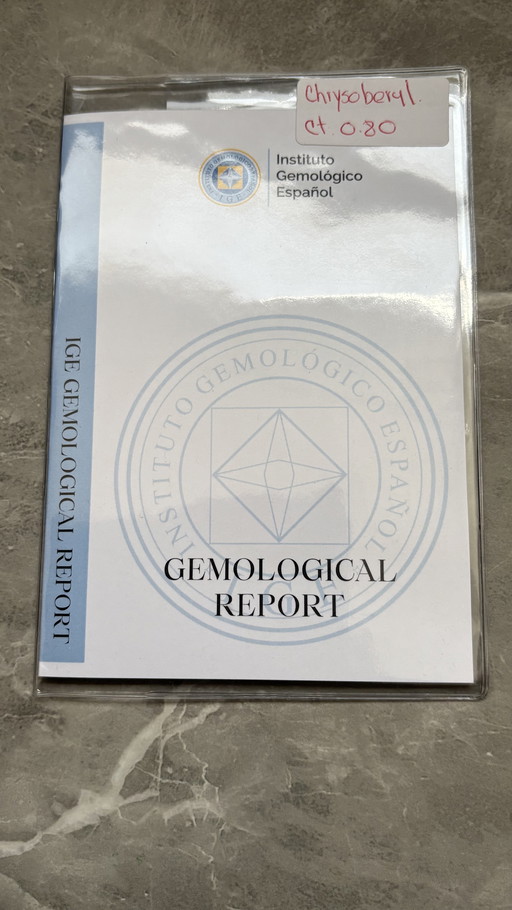 Chrysoberyl.
ct 0.80
Instituto
Gemológico
Español
IGE GEMOLOGICAL REPORT
INSTITUTO GEMOLÓGICO ESPAÑOL
GEMOLOGICAL
REPORT